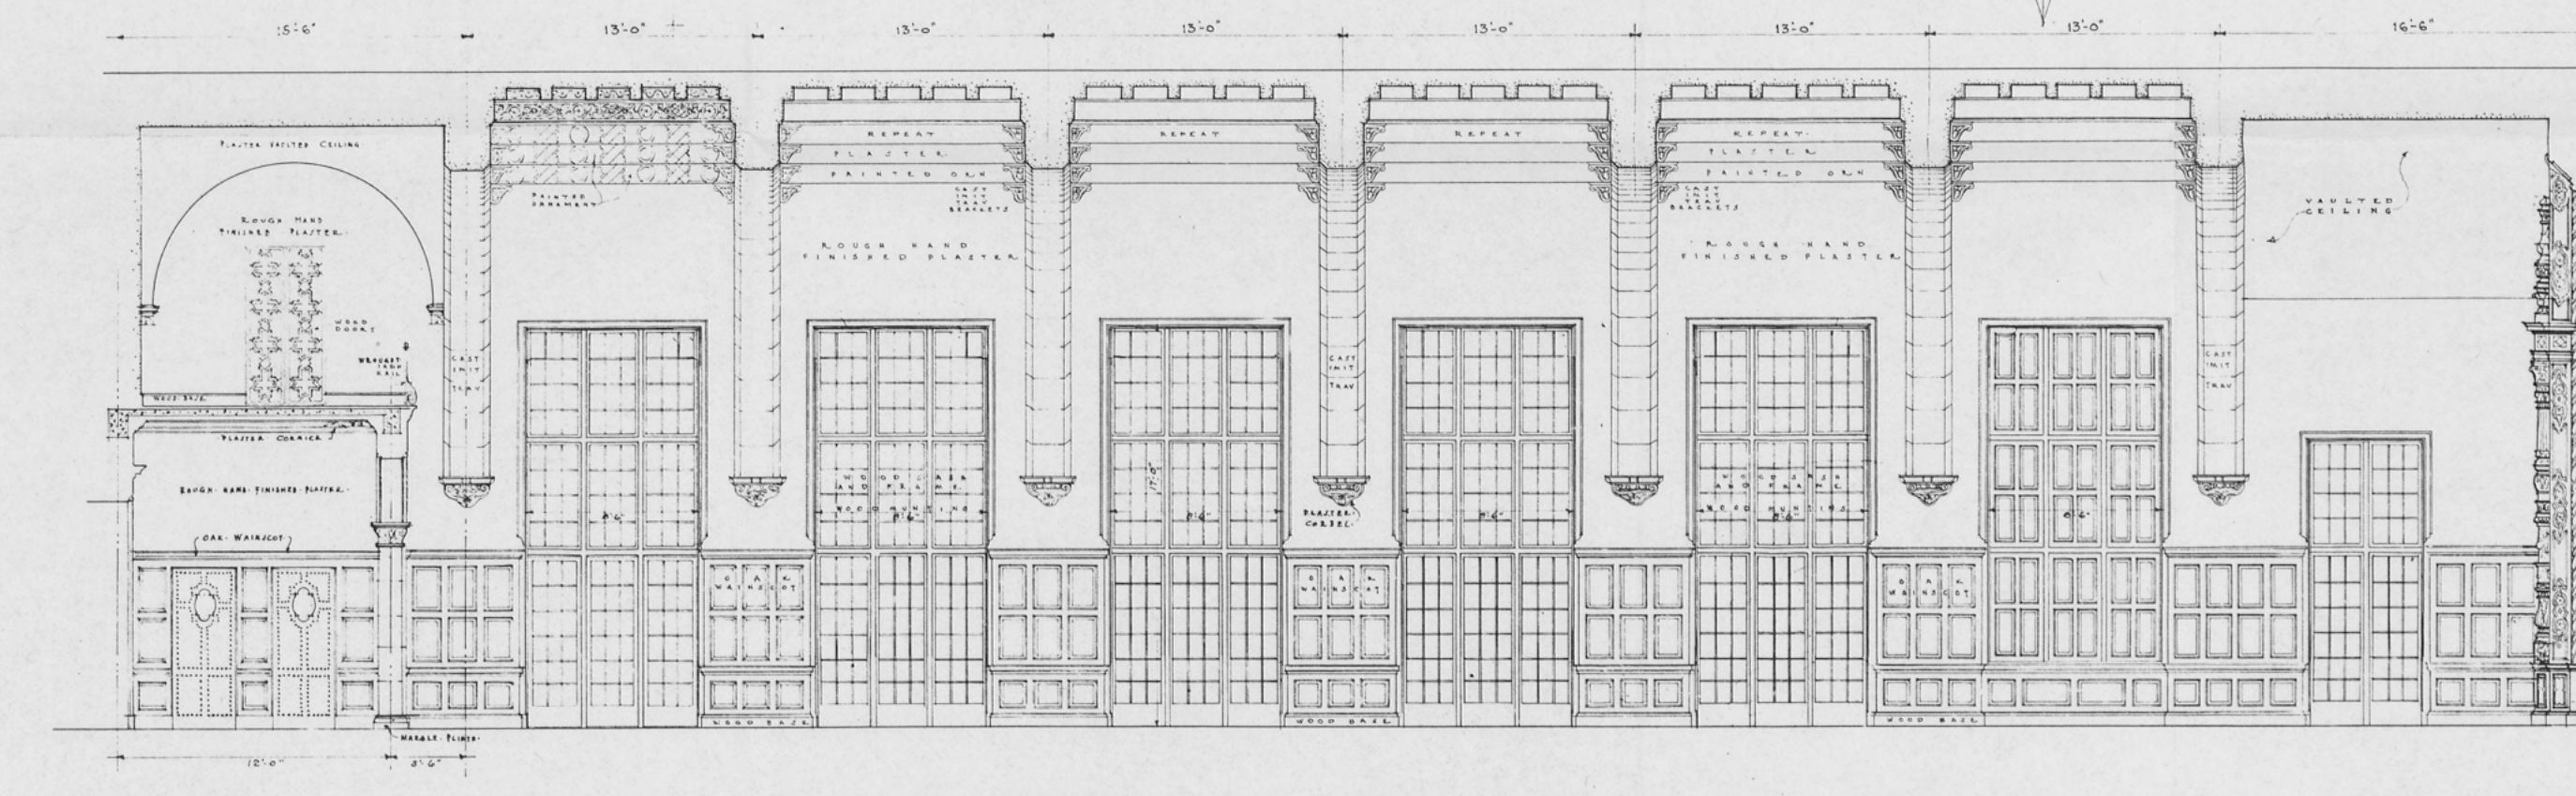 15'-6"
13'-0"
13'-0"
13'-0"
13'-0"
13'-0"
13'-0"
16'-6"
PLASTER VAULTED CEILING
ROUGH HAND
FINISHED PLASTER
WOOD
DOORS
WROUGHT
IRON
RAIL
WOOD BASE
PLASTER CORNICE
ROUGH HAND FINISHED PLASTER
OAK WAINSCOT
MARBLE PLINTH
12'-0"
3'-6"
CAST
IMIT
TRAV
PAINTED
ORNAMENT
8'-6"
REPEAT
PLASTER
PAINTED ORN
CAST
IMIT
TRAV
BRACKETS
ROUGH HAND
FINISHED PLASTER
WOOD SASH
AND FRAME
WOOD MUNTINS
8'-6"
OAK
WAINSCOT
WOOD BASE
REPEAT
17'-0"
8'-6"
CAST
IMIT
TRAV
PLASTER
CORBEL
OAK
WAINSCOT
WOOD BASE
REPEAT
8'-6"
REPEAT
PLASTER
PAINTED ORN
CAST
IMIT
TRAV
BRACKETS
ROUGH HAND
FINISHED PLASTER
WOOD SASH
AND FRAME
WOOD MUNTINS
8'-6"
OAK
WAINSCOT
WOOD BASE
8'-6"
CAST
IMIT
TRAV
VAULTED
CEILING